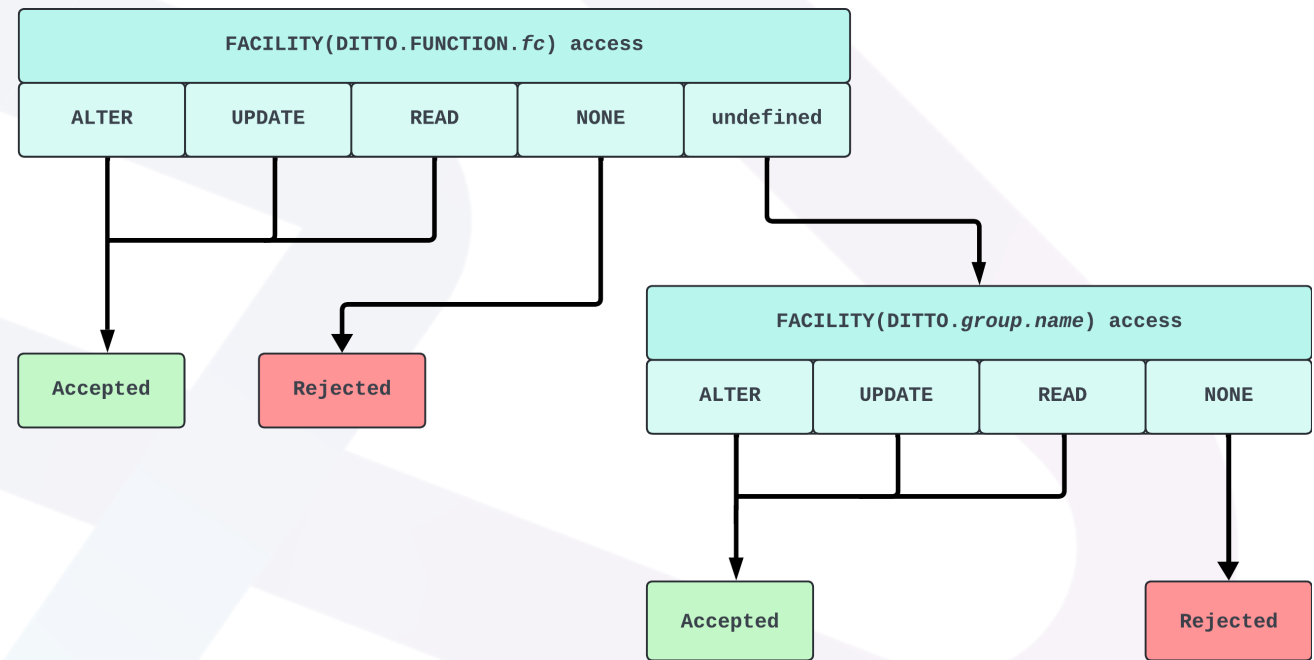 FACILITY(DITTO.FUNCTION.fc) access
ALTER UPDATE READ NONE undefined
FACILITY(DITTO.group.name) access
Accepted Rejected
ALTER UPDATE READ NONE
Accepted Rejected